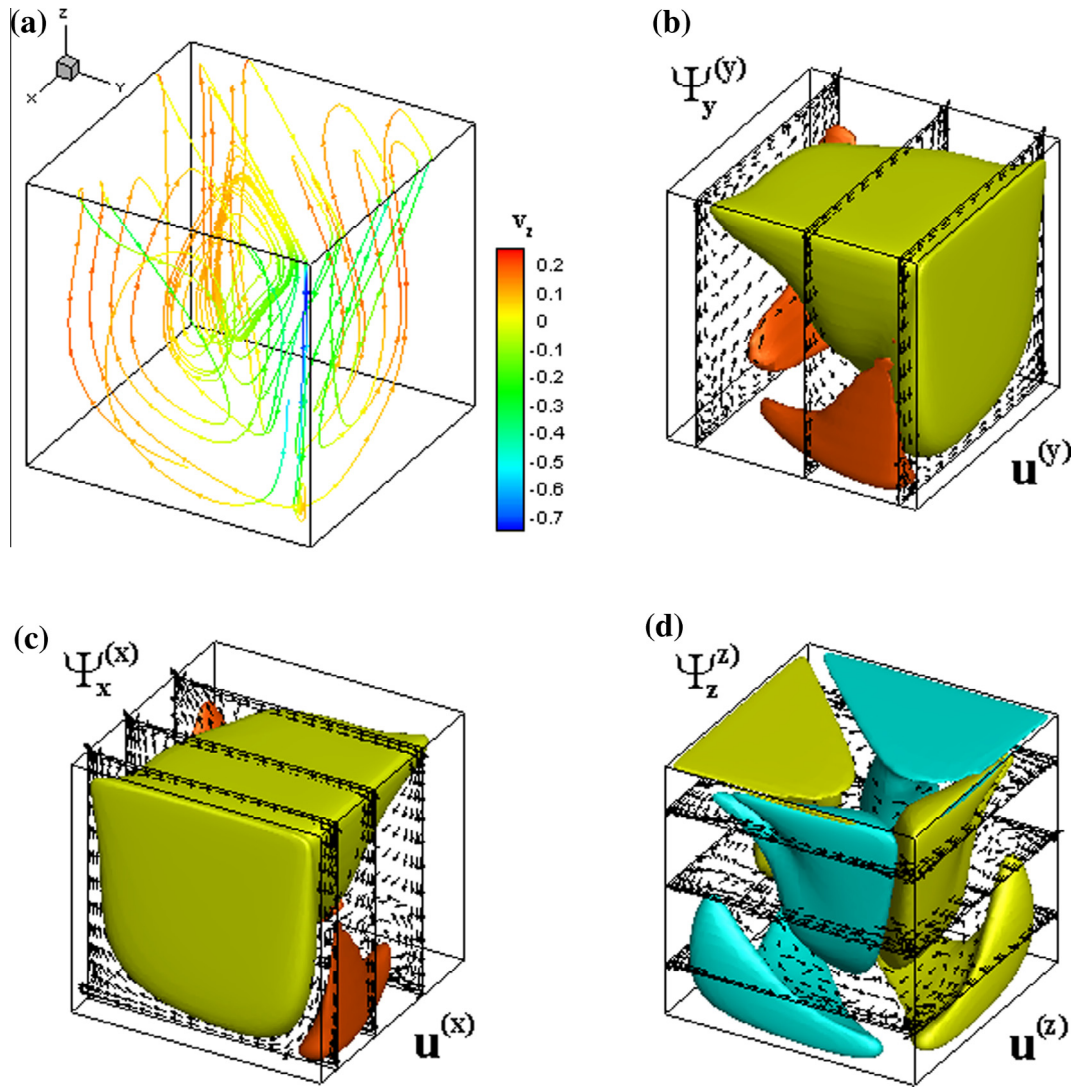 (a)
Z
X
Y
v_z
0.2
0.1
0
-0.1
-0.2
-0.3
-0.4
-0.5
-0.6
-0.7
(b)
Ψ_y^(y)
u^(y)
(c)
Ψ_x^(x)
u^(x)
(d)
Ψ_z^z)
u^(z)